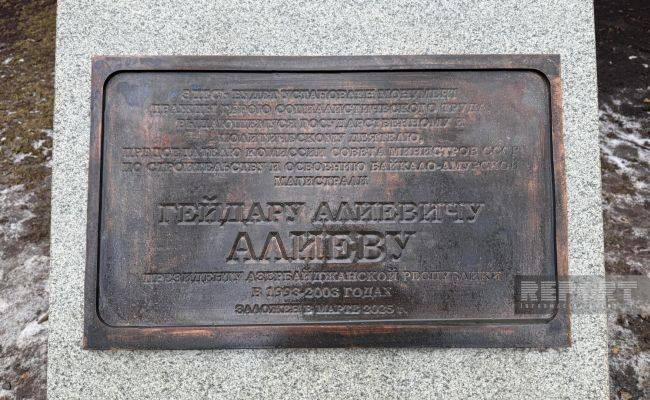 ЗДЕСЬ БУДЕТ УСТАНОВЛЕН МОНУМЕНТ
СОЦИАЛИСТИЧЕСКОГО ТРУДА
ГОСУДАРСТВЕННОМУ И
ПОЛИТИЧЕСКОМУ ДЕЯТЕЛЮ,
ПРЕДСЕДАТЕЛЮ КОМИССИИ СОВЕТА МИНИСТРОВ СССР
ПО СТРОИТЕЛЬСТВУ И ОСВОЕНИЮ БАЙКАЛО-АМУРСКОЙ
МАГИСТРАЛИ
ГЕЙДАРУ АЛИЕВИЧУ
АЛИЕВУ
ПРЕЗИДЕНТУ АЗЕРБАЙДЖАНСКОЙ РЕСПУБЛИКИ
В 1993-2003 ГОДАХ
ЗАЛОЖЕН В МАРТЕ 2025 г.
REPORT